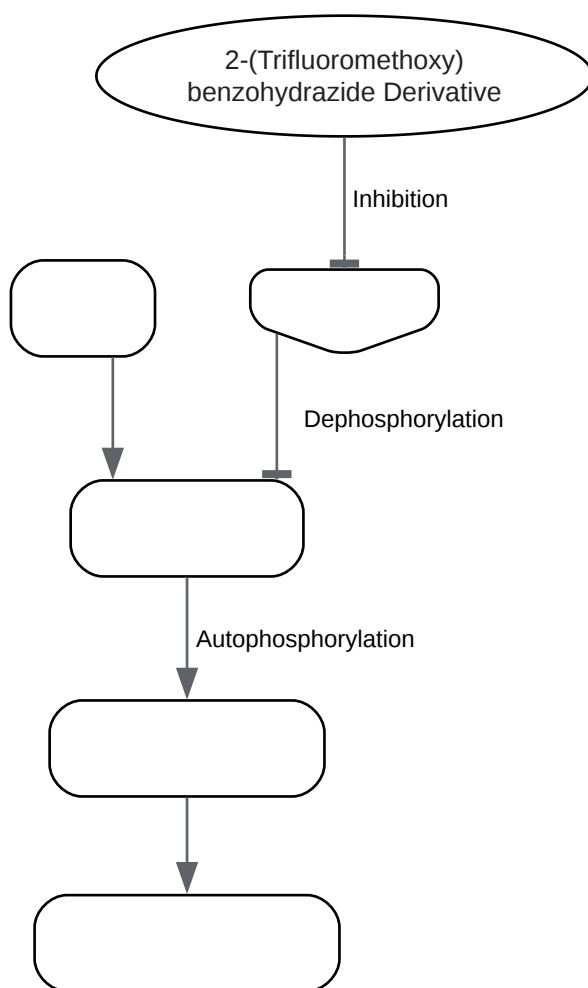 2-(Trifluoromethoxy)
benzohydrazide Derivative
Inhibition
Dephosphorylation
Autophosphorylation